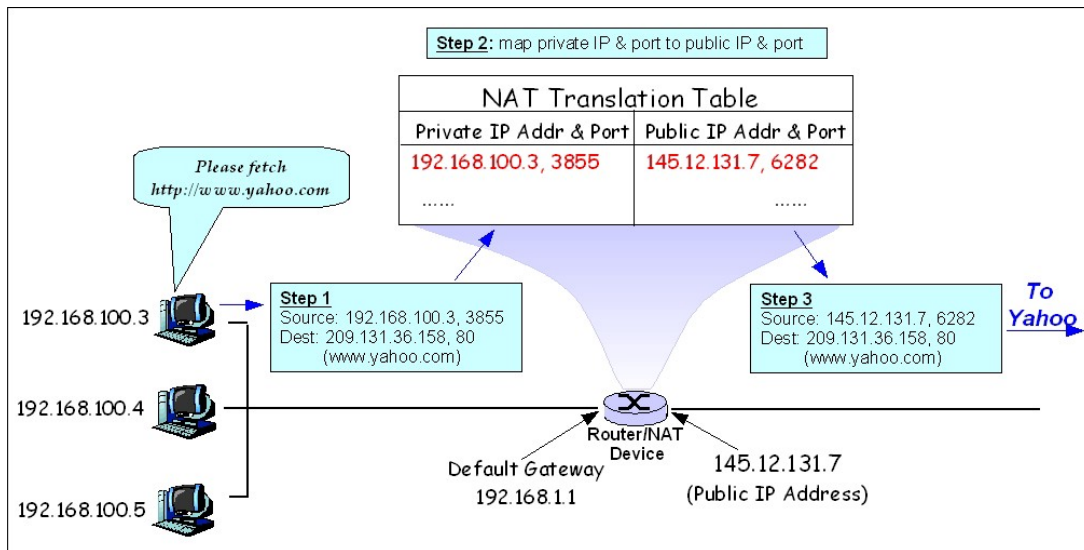 Step 2: map private IP & port to public IP & port
NAT Translation Table
Private IP Addr & Port
Public IP Addr & Port
192.168.100.3, 3855
145.12.131.7, 6282
......
......
Please fetch
http://www.yahoo.com
Step 1
Source: 192.168.100.3, 3855
Dest: 209.131.36.158, 80
(www.yahoo.com)
Step 3
Source: 145.12.131.7, 6282
Dest: 209.131.36.158, 80
(www.yahoo.com)
To
Yahoo
192.168.100.3
192.168.100.4
192.168.100.5
Router/NAT
Device
Default Gateway
192.168.1.1
145.12.131.7
(Public IP Address)